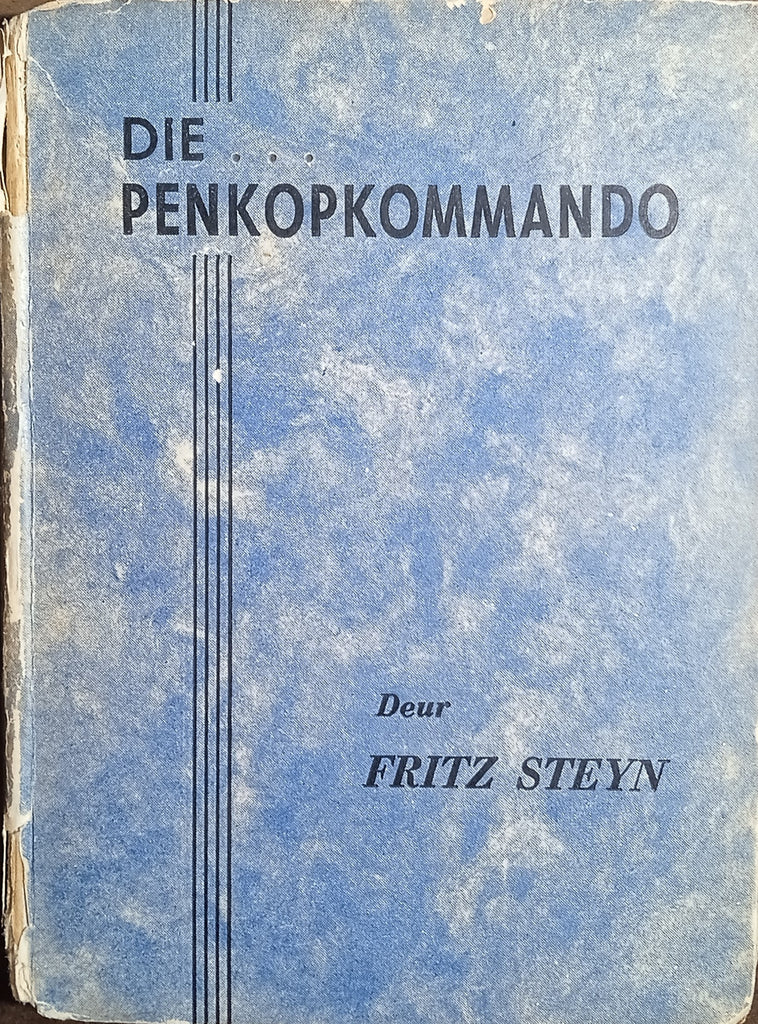 DIE . . .
PENKOPKOMMANDO
Deur
FRITZ STEYN